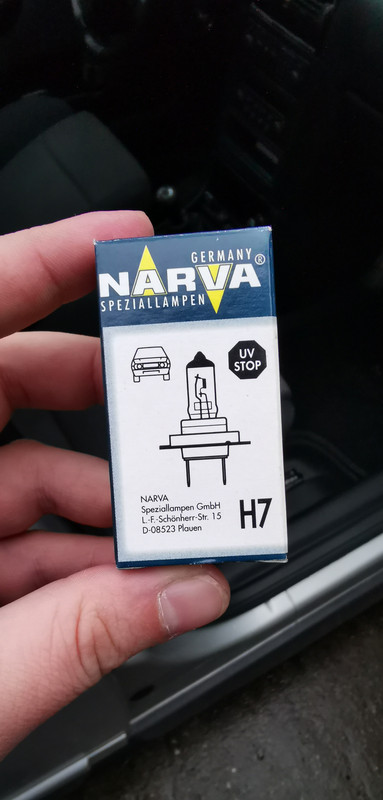 GERMANY
NARVA®
SPEZIALLAMPEN
UV
STOP
NARVA
Speziallampen GmbH
L.-F.-Schönherr-Str. 15
D-08523 Plauen
H7